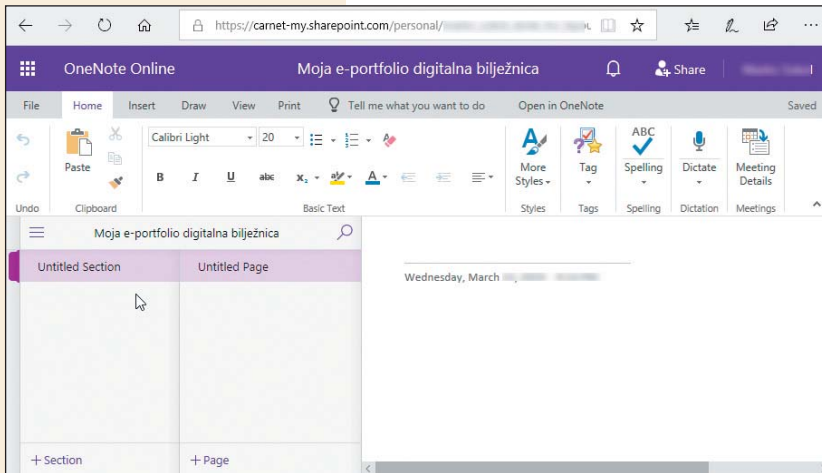 https://carnet-my.sharepoint.com/personal/
OneNote Online Moja e-portfolio digitalna bilježnica Share
File Home Insert Draw View Print Tell me what you want to do Open in OneNote Saved
Calibri Light 20
ABC
Paste B I U abc x₂ A More Styles Tag Spelling Dictate Meeting Details
Undo Clipboard Basic Text Styles Tags Spelling Dictation Meetings
Moja e-portfolio digitalna bilježnica
Untitled Section Untitled Page
Wednesday, March
+ Section + Page